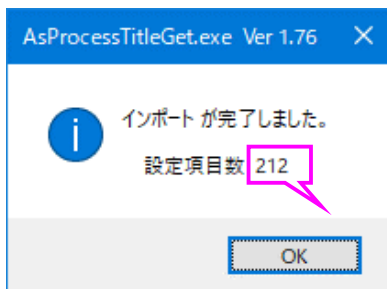 AsProcessTitleGet.exe Ver 1.76
インポート が完了しました。
設定項目数 212
OK